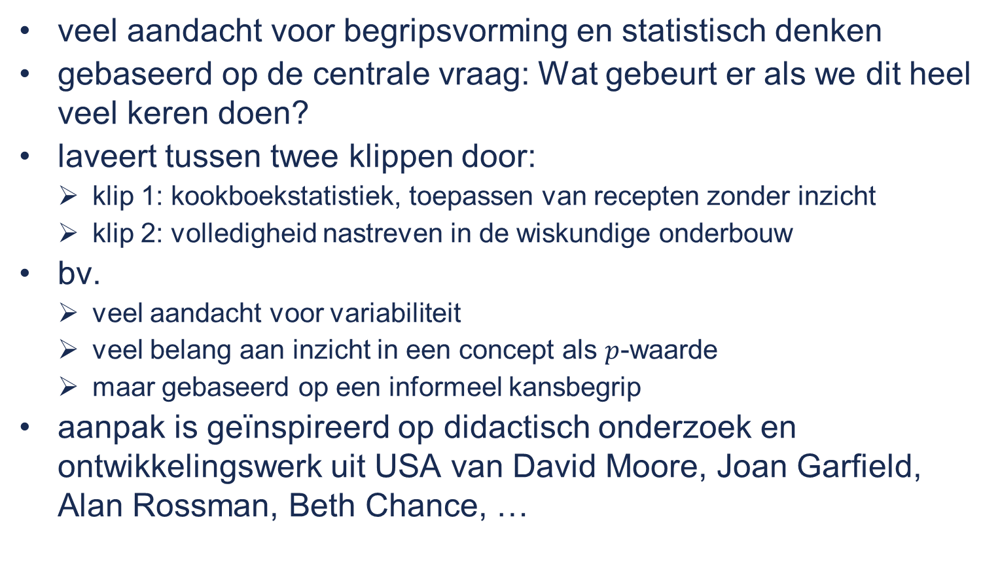 • veel aandacht voor begripsvorming en statistisch denken
• gebaseerd op de centrale vraag: Wat gebeurt er als we dit heel
veel keren doen?
• laveert tussen twee klippen door:
➢ klip 1: kookboekstatistiek, toepassen van recepten zonder inzicht
➢ klip 2: volledigheid nastreven in de wiskundige onderbouw
• bv.
➢ veel aandacht voor variabiliteit
➢ veel belang aan inzicht in een concept als 𝑝-waarde
➢ maar gebaseerd op een informeel kansbegrip
• aanpak is geïnspireerd op didactisch onderzoek en
ontwikkelingswerk uit USA van David Moore, Joan Garfield,
Alan Rossman, Beth Chance, …